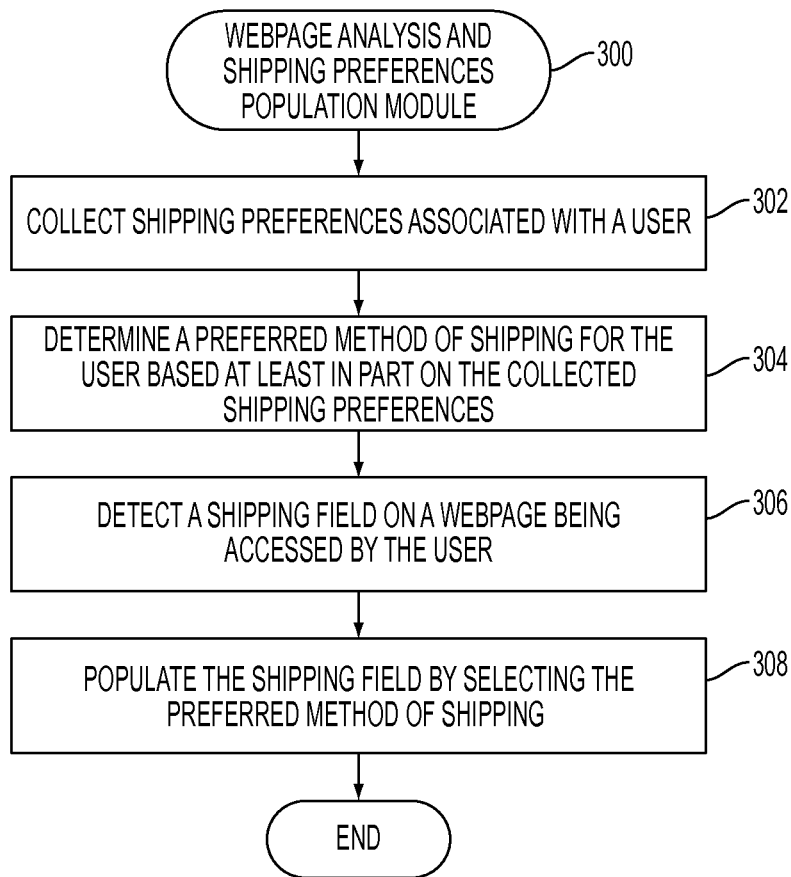 WEBPAGE ANALYSIS AND
SHIPPING PREFERENCES
POPULATION MODULE
300
COLLECT SHIPPING PREFERENCES ASSOCIATED WITH A USER
302
DETERMINE A PREFERRED METHOD OF SHIPPING FOR THE
USER BASED AT LEAST IN PART ON THE COLLECTED
SHIPPING PREFERENCES
304
DETECT A SHIPPING FIELD ON A WEBPAGE BEING
ACCESSED BY THE USER
306
POPULATE THE SHIPPING FIELD BY SELECTING THE
PREFERRED METHOD OF SHIPPING
308
END